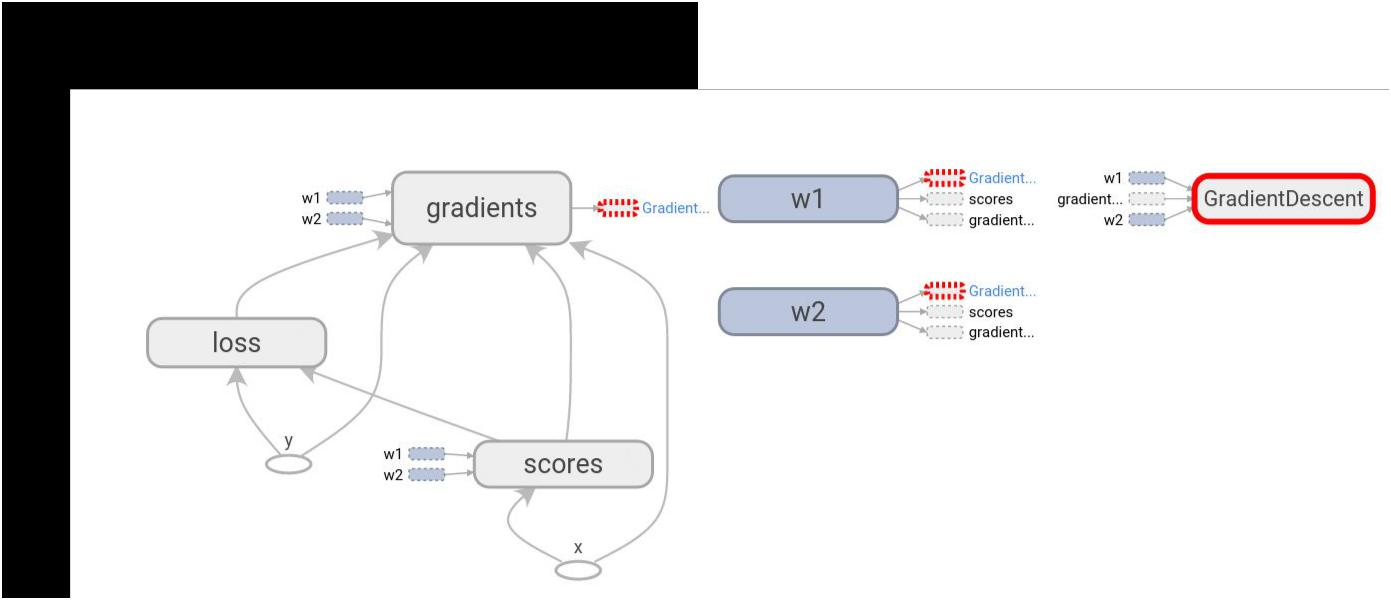 w1
w2
gradients
Gradient...
w1
Gradient...
scores
gradient...
w1
gradient...
w2
GradientDescent
w2
Gradient...
scores
gradient...
loss
y
w1
w2
scores
x